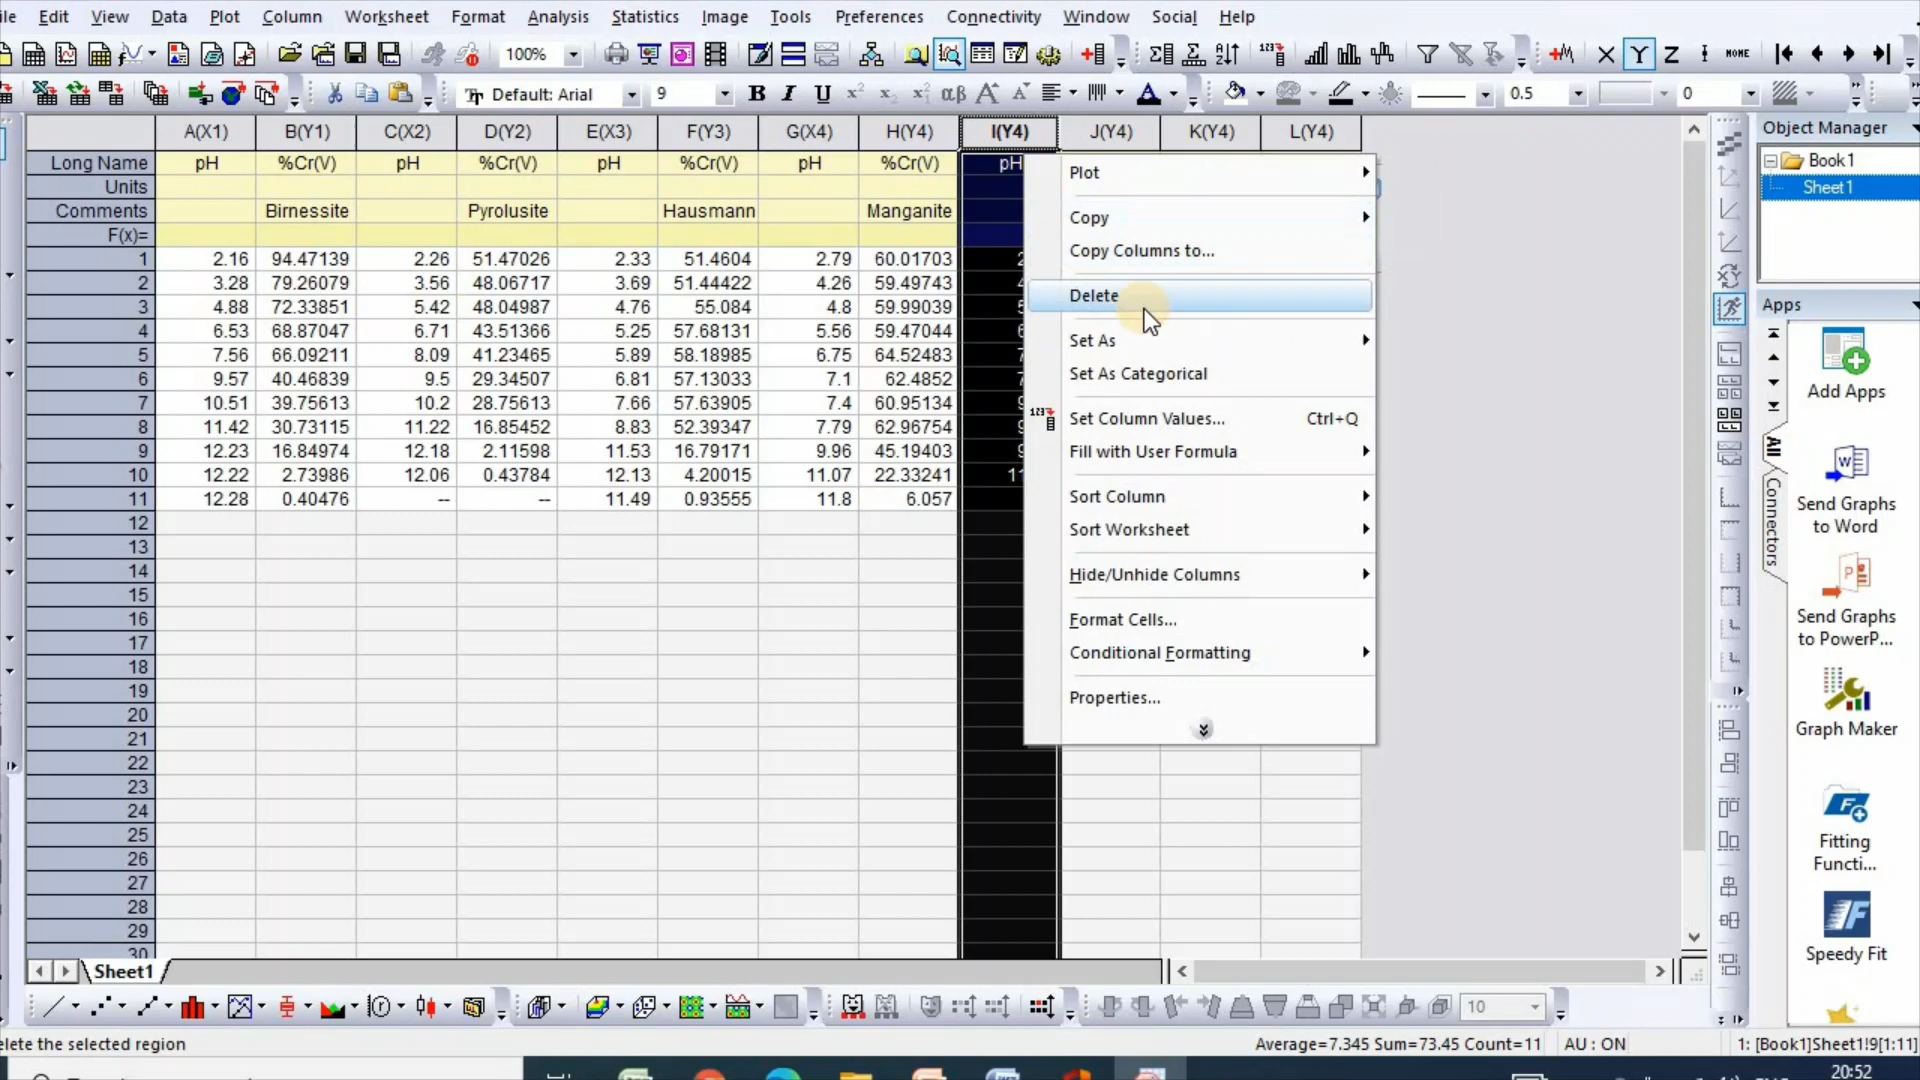 ile Edit View Data Plot Column Worksheet Format Analysis Statistics Image Tools Preferences Connectivity Window Social Help
100% X Y Z HOME
Default: Arial 9 B I U αβ A 0.5 0
A(X1) B(Y1) C(X2) D(Y2) E(X3) F(Y3) G(X4) H(Y4) I(Y4) J(Y4) K(Y4) L(Y4)
Long Name pH %Cr(V) pH %Cr(V) pH %Cr(V) pH %Cr(V) pH
Units
Comments Birnessite Pyrolusite Hausmann Manganite
F(x)=
1 2.16 94.47139 2.26 51.47026 2.33 51.4604 2.79 60.01703
2 3.28 79.26079 3.56 48.06717 3.69 51.44422 4.26 59.49743
3 4.88 72.33851 5.42 48.04987 4.76 55.084 4.8 59.99039
4 6.53 68.87047 6.71 43.51366 5.25 57.68131 5.56 59.47044
5 7.56 66.09211 8.09 41.23465 5.89 58.18985 6.75 64.52483
6 9.57 40.46839 9.5 29.34507 6.81 57.13033 7.1 62.4852
7 10.51 39.75613 10.2 28.75613 7.66 57.63905 7.4 60.95134
8 11.42 30.73115 11.22 16.85452 8.83 52.39347 7.79 62.96754
9 12.23 16.84974 12.18 2.11598 11.53 16.79171 9.96 45.19403
10 12.22 2.73986 12.06 0.43784 12.13 4.20015 11.07 22.33241 11
11 12.28 0.40476 -- -- 11.49 0.93555 11.8 6.057
12
13
14
15
16
17
18
19
20
21
22
23
24
25
26
27
28
29
30
Plot
Copy
Copy Columns to...
Delete
Set As
Set As Categorical
Set Column Values... Ctrl+Q
Fill with User Formula
Sort Column
Sort Worksheet
Hide/Unhide Columns
Format Cells...
Conditional Formatting
Properties...
Object Manager
Book1
Sheet1
Apps
All
Connectors
Add Apps
Send Graphs
to Word
Send Graphs
to PowerP...
Graph Maker
Fitting
Functi...
Speedy Fit
Sheet1
10
elete the selected region Average=7.345 Sum=73.45 Count=11 AU : ON 1: [Book1]Sheet1!9[1:11]
20:52